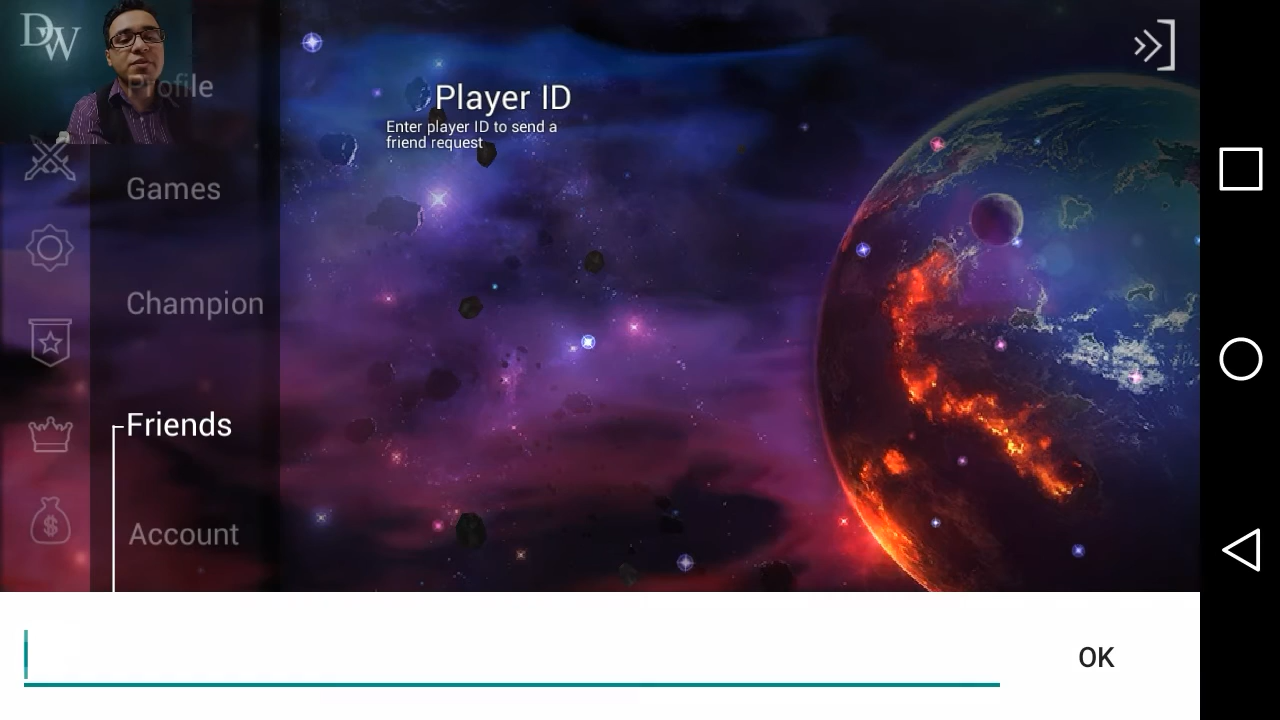 DW
Profile
Player ID
Enter player ID to send a
friend request
Games
Champion
Friends
Account
OK